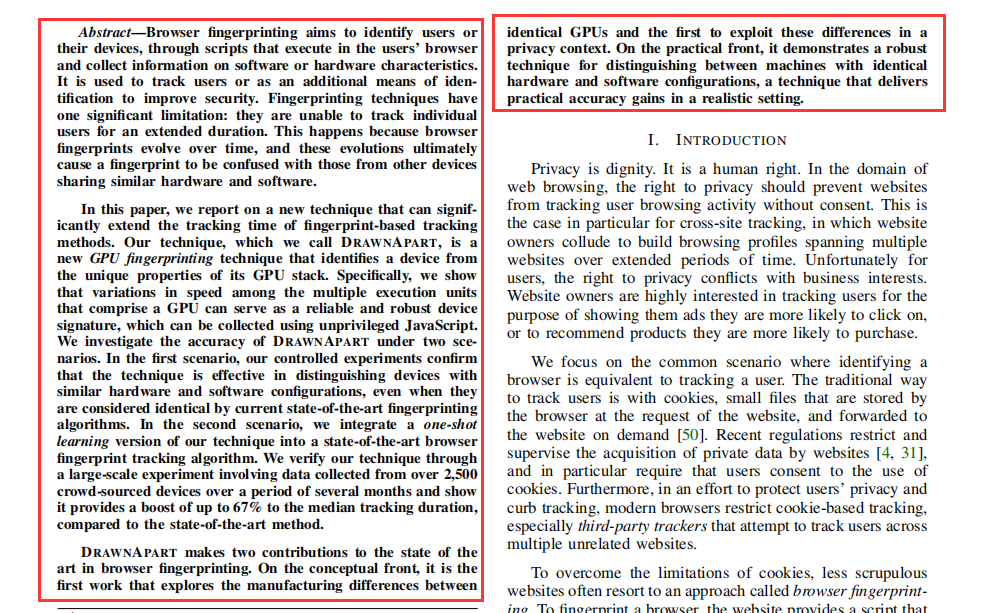 Abstract—Browser fingerprinting aims to identify users or
their devices, through scripts that execute in the users' browser
and collect information on software or hardware characteristics.
It is used to track users or as an additional means of iden-
tification to improve security. Fingerprinting techniques have
one significant limitation: they are unable to track individual
users for an extended duration. This happens because browser
fingerprints evolve over time, and these evolutions ultimately
cause a fingerprint to be confused with those from other devices
sharing similar hardware and software.
In this paper, we report on a new technique that can signif-
icantly extend the tracking time of fingerprint-based tracking
methods. Our technique, which we call DRAWNAPART, is a
new GPU fingerprinting technique that identifies a device from
the unique properties of its GPU stack. Specifically, we show
that variations in speed among the multiple execution units
that comprise a GPU can serve as a reliable and robust device
signature, which can be collected using unprivileged JavaScript.
We investigate the accuracy of DRAWNAPART under two sce-
narios. In the first scenario, our controlled experiments confirm
that the technique is effective in distinguishing devices with
similar hardware and software configurations, even when they
are considered identical by current state-of-the-art fingerprinting
algorithms. In the second scenario, we integrate a one-shot
learning version of our technique into a state-of-the-art browser
fingerprint tracking algorithm. We verify our technique through
a large-scale experiment involving data collected from over 2,500
crowd-sourced devices over a period of several months and show
it provides a boost of up to 67% to the median tracking duration,
compared to the state-of-the-art method.
DRAWNAPART makes two contributions to the state of the
art in browser fingerprinting. On the conceptual front, it is the
first work that explores the manufacturing differences between
identical GPUs and the first to exploit these differences in a
privacy context. On the practical front, it demonstrates a robust
technique for distinguishing between machines with identical
hardware and software configurations, a technique that delivers
practical accuracy gains in a realistic setting.
I. INTRODUCTION
Privacy is dignity. It is a human right. In the domain of
web browsing, the right to privacy should prevent websites
from tracking user browsing activity without consent. This is
the case in particular for cross-site tracking, in which website
owners collude to build browsing profiles spanning multiple
websites over extended periods of time. Unfortunately for
users, the right to privacy conflicts with business interests.
Website owners are highly interested in tracking users for the
purpose of showing them ads they are more likely to click on,
or to recommend products they are more likely to purchase.
We focus on the common scenario where identifying a
browser is equivalent to tracking a user. The traditional way
to track users is with cookies, small files that are stored by
the browser at the request of the website, and forwarded to
the website on demand [50]. Recent regulations restrict and
supervise the acquisition of private data by websites [4, 31],
and in particular require that users consent to the use of
cookies. Furthermore, in an effort to protect users' privacy and
curb tracking, modern browsers restrict cookie-based tracking,
especially third-party trackers that attempt to track users across
multiple unrelated websites.
To overcome the limitations of cookies, less scrupulous
websites often resort to an approach called browser fingerprint-
ing. To fingerprint a browser, the website provides a script that